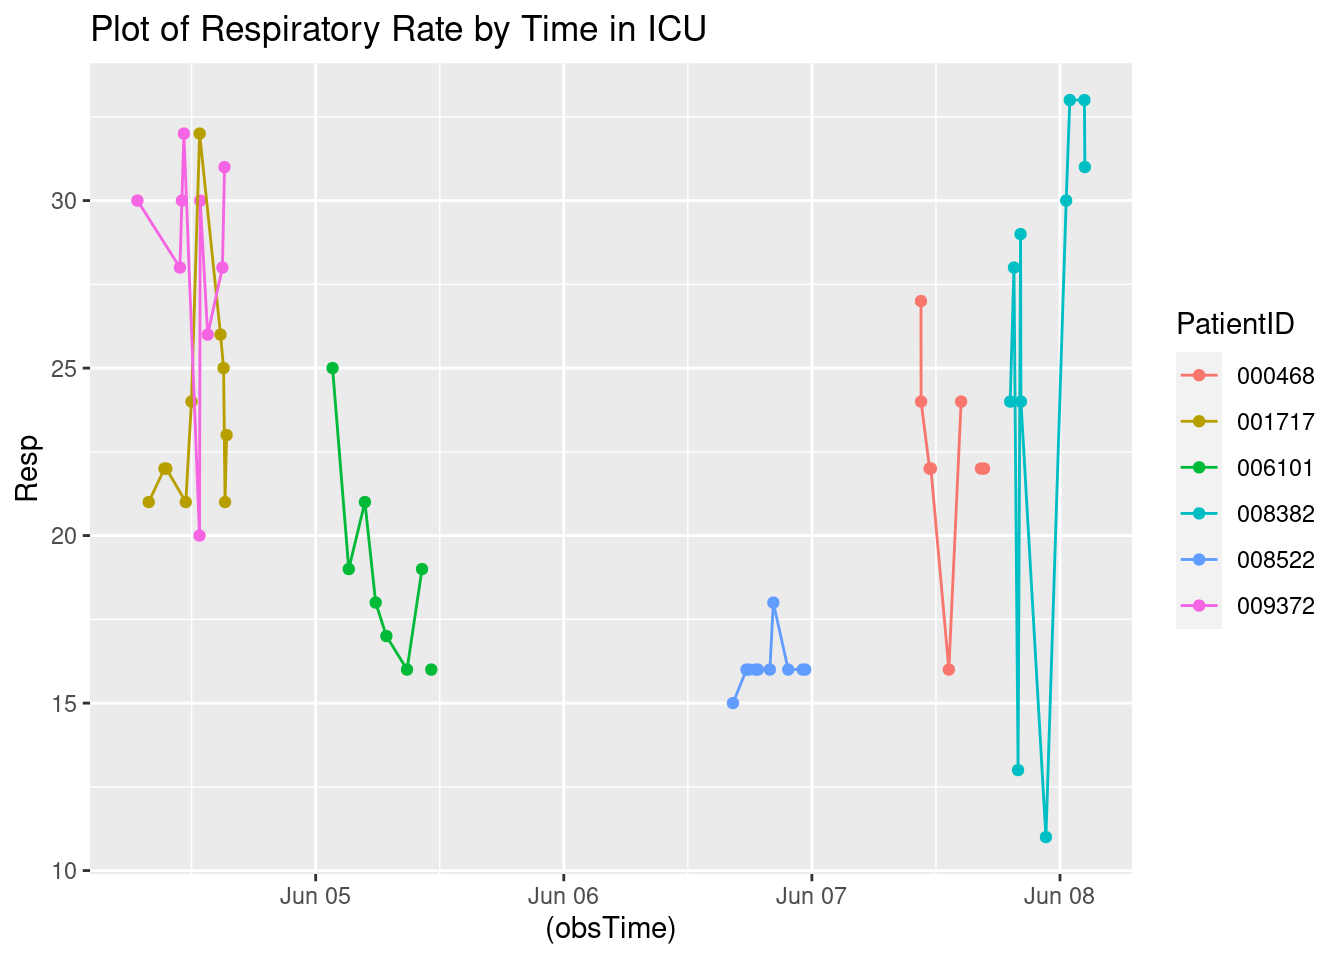 Plot of Respiratory Rate by Time in ICU
Resp
30
25
20
15
10
Jun 05
Jun 06
Jun 07
Jun 08
(obsTime)
PatientID
000468
001717
006101
008382
008522
009372